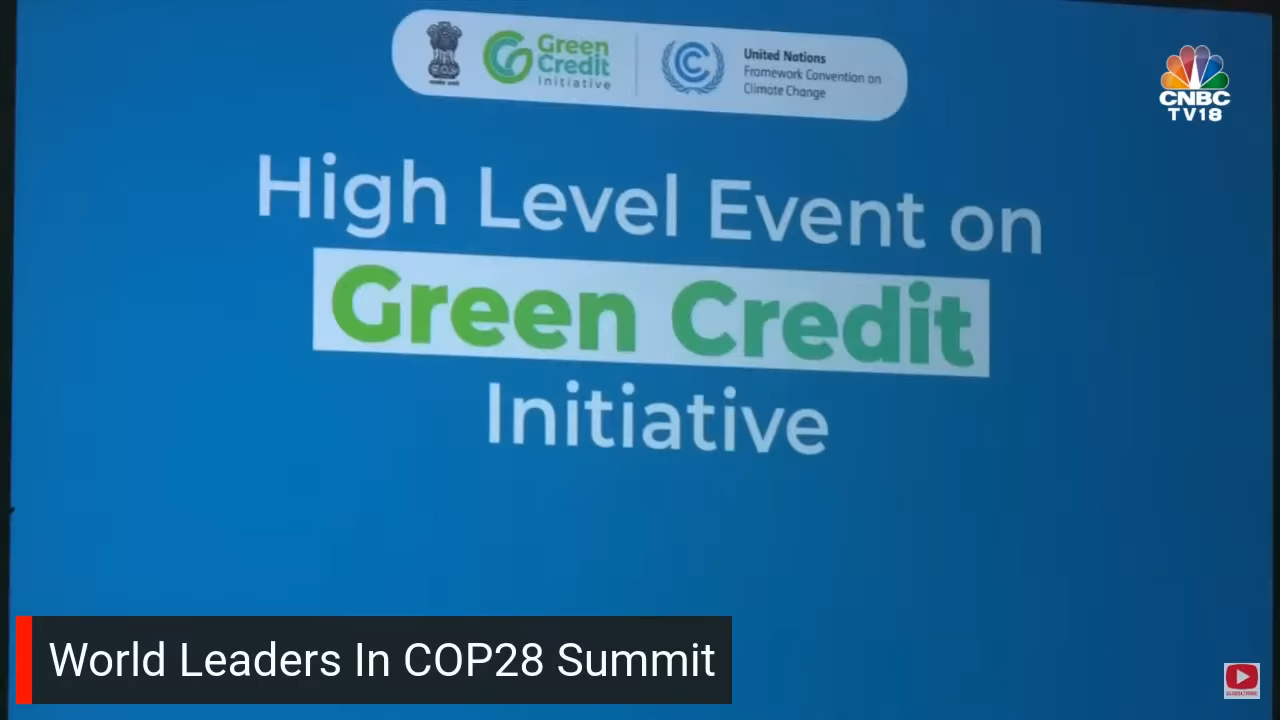 Green
Credit
Initiative
United Nations
Framework Convention on
Climate Change
CNBC
TV18
High Level Event on
Green Credit
Initiative
World Leaders In COP28 Summit
SUBSCRIBE